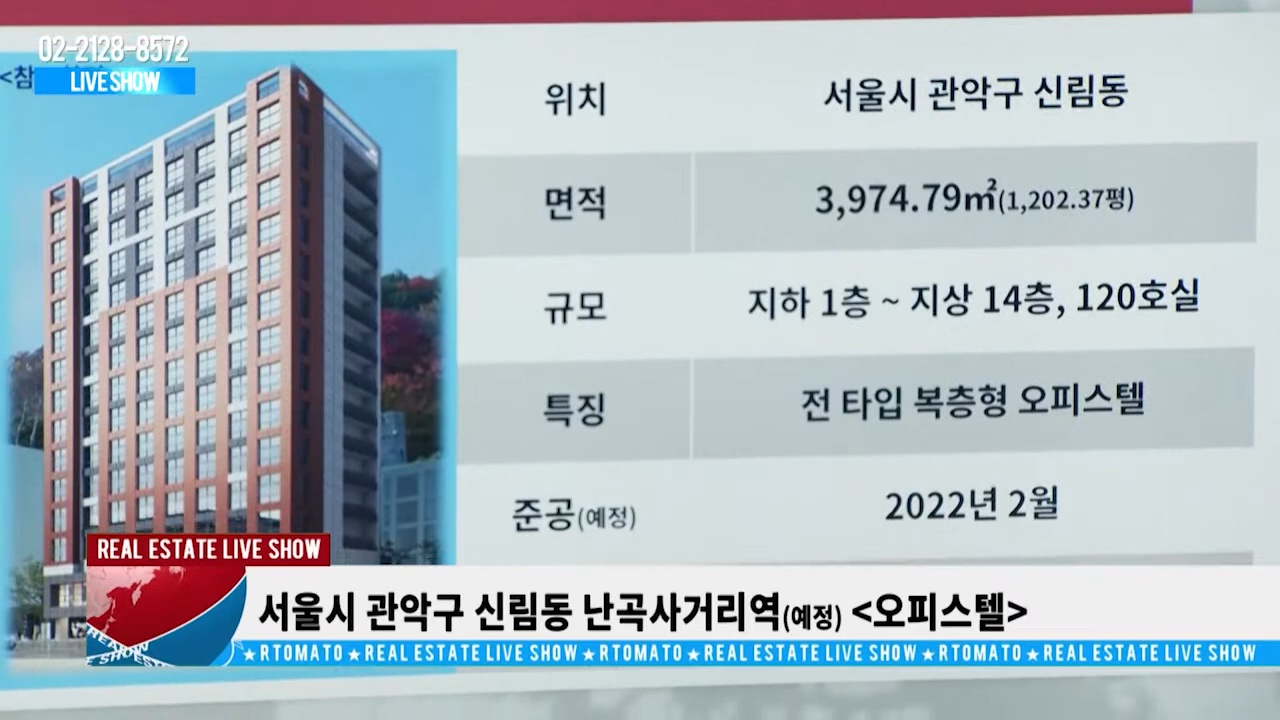 02-2128-8572
LIVE SHOW
<참
위치 서울시 관악구 신림동
면적 3,974.79㎡(1,202.37평)
규모 지하 1층 ~ 지상 14층, 120호실
특징 전 타입 복층형 오피스텔
준공(예정) 2022년 2월
REAL ESTATE LIVE SHOW
서울시 관악구 신림동 난곡사거리역(예정) <오피스텔>
★RTOMATO★REAL ESTATE LIVE SHOW★RTOMATO★REAL ESTATE LIVE SHOW★RTOMATO★REAL ESTATE LIVE SHOW